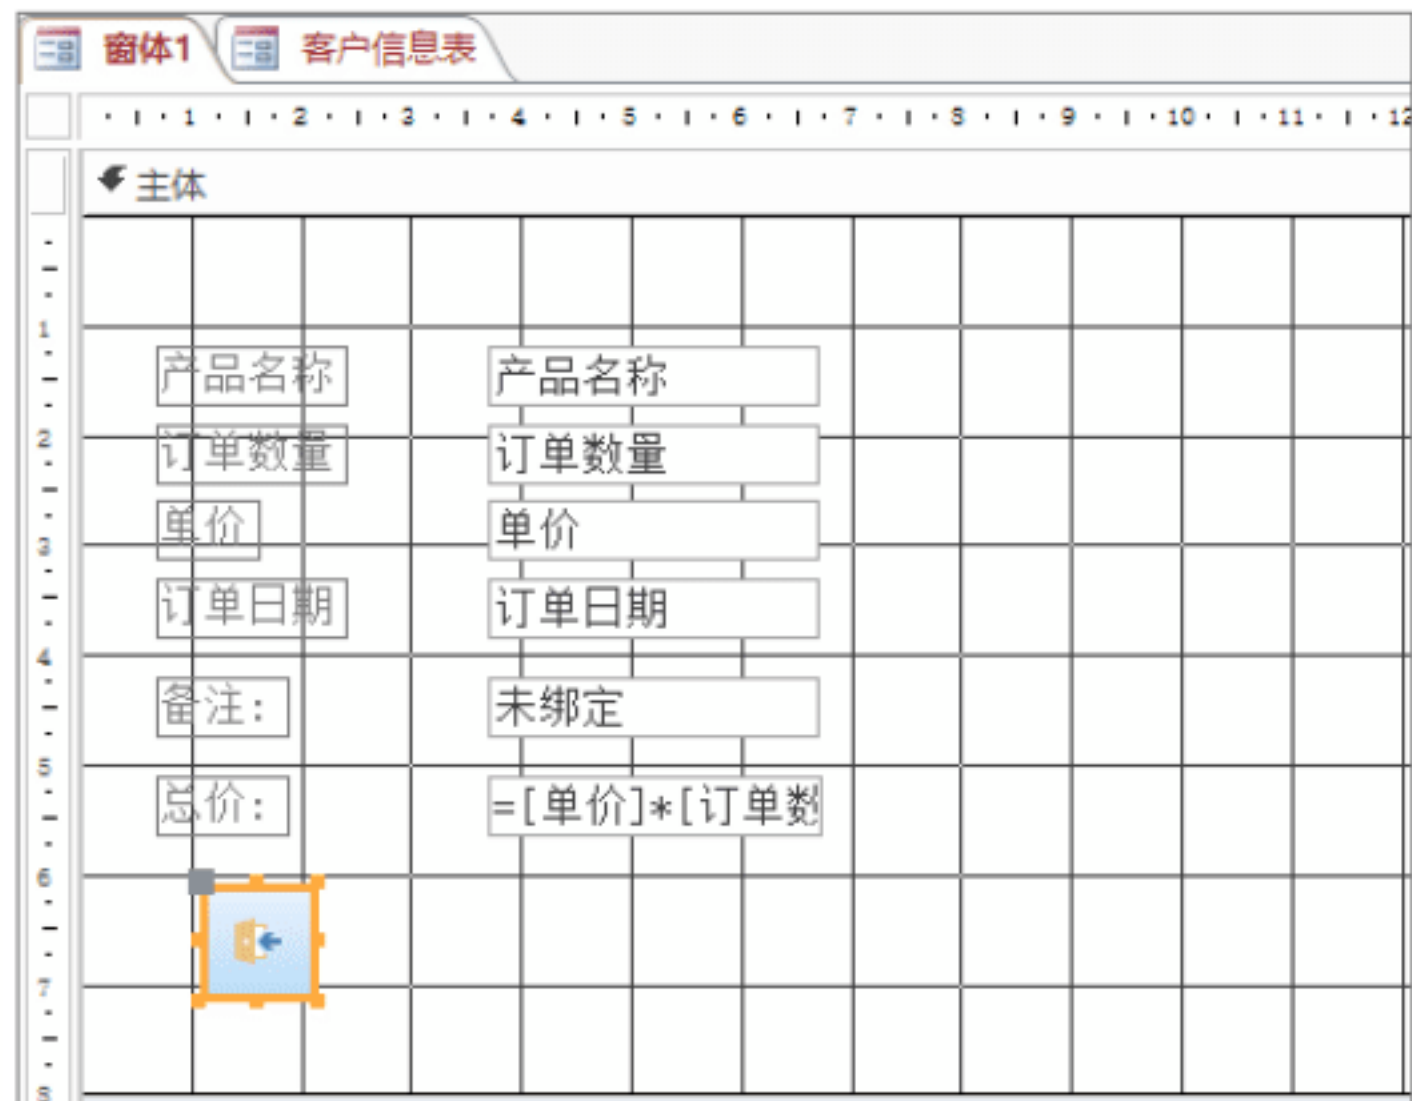 窗体1 客户信息表
1 2 3 4 5 6 7 8 9 10 11 12
主体
1
产品名称 产品名称
2
订单数量 订单数量
单价 单价
3
订单日期 订单日期
4
备注: 未绑定
5
总价: =[单价]*[订单数
6
7
8